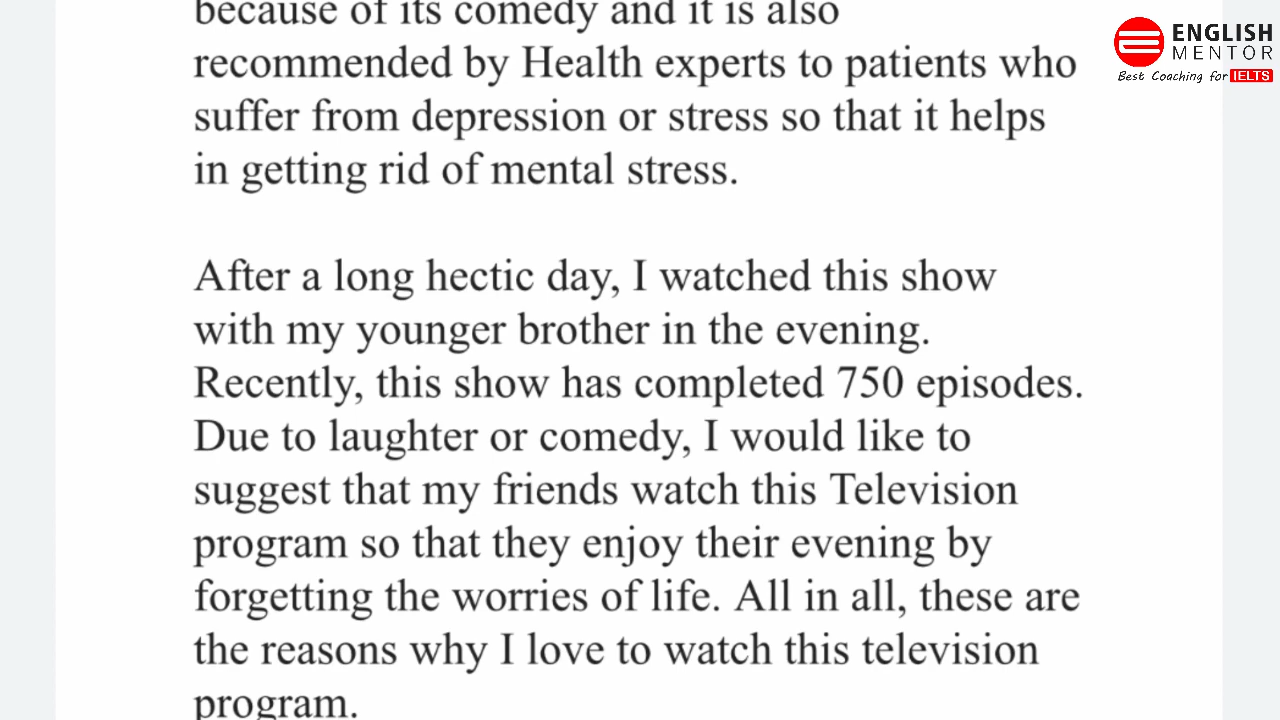 because of its comedy and it is also
recommended by Health experts to patients who
suffer from depression or stress so that it helps
in getting rid of mental stress.
After a long hectic day, I watched this show
with my younger brother in the evening.
Recently, this show has completed 750 episodes.
Due to laughter or comedy, I would like to
suggest that my friends watch this Television
program so that they enjoy their evening by
forgetting the worries of life. All in all, these are
the reasons why I love to watch this television
program.
ENGLISH
MENTOR
Best Coaching for IELTS